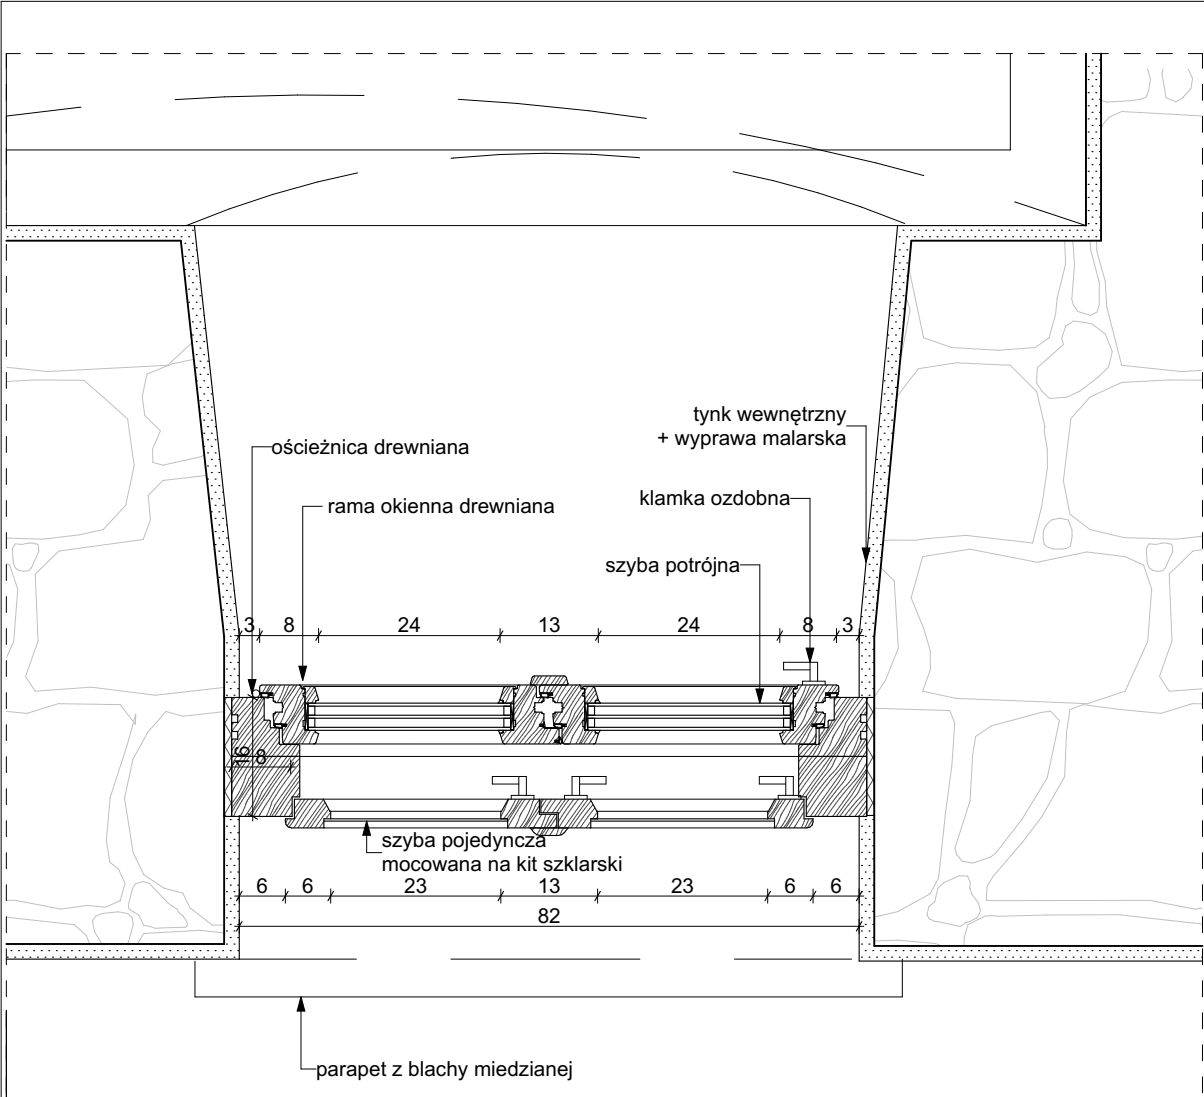 tynk wewnętrzny
+ wyprawa malarska
ościeżnica drewniana
klamka ozdobna
rama okienna drewniana
szyba potrójna
3 8 24 13 24 8 3
16
8
szyba pojedyncza
mocowana na kit szklarski
6 6 23 13 23 6 6
82
parapet z blachy miedzianej